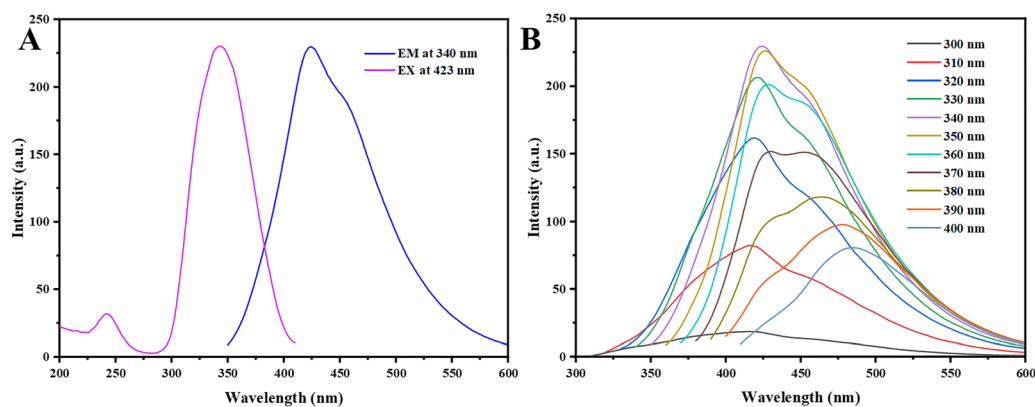 A
EM at 340 nm
EX at 423 nm
Intensity (a.u.)
250
200
150
100
50
0
200 250 300 350 400 450 500 550 600
Wavelength (nm)
B
300 nm
310 nm
320 nm
330 nm
340 nm
350 nm
360 nm
370 nm
380 nm
390 nm
400 nm
Intensity (a.u.)
250
200
150
100
50
0
300 350 400 450 500 550 600
Wavelength (nm)